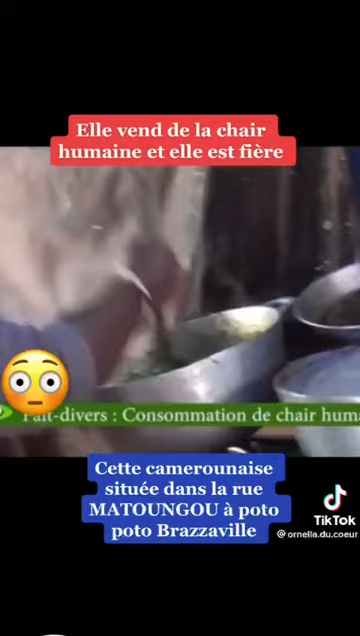 Elle vend de la chair
humaine et elle est fière
Fait-divers : Consommation de chair huma
Cette camerounaise
située dans la rue
MATOUNGOU à poto
poto Brazzaville
TikTok
@ornella.du.coeur